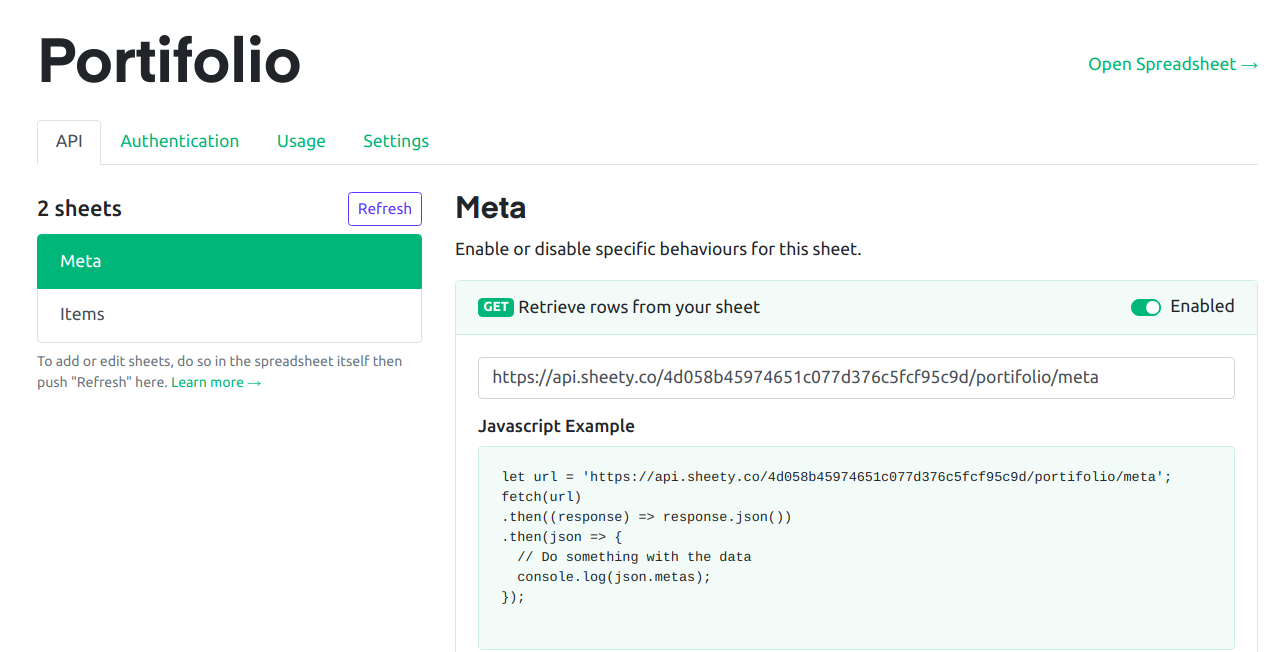 Portifolio
Open Spreadsheet →
API
Authentication
Usage
Settings
2 sheets
Refresh
Meta
Items
To add or edit sheets, do so in the spreadsheet itself then
push "Refresh" here. Learn more →
Meta
Enable or disable specific behaviours for this sheet.
GET Retrieve rows from your sheet
Enabled
https://api.sheety.co/4d058b45974651c077d376c5fcf95c9d/portifolio/meta
Javascript Example
let url = 'https://api.sheety.co/4d058b45974651c077d376c5fcf95c9d/portifolio/meta';
fetch(url)
.then((response) => response.json())
.then(json => {
  // Do something with the data
  console.log(json.metas);
});